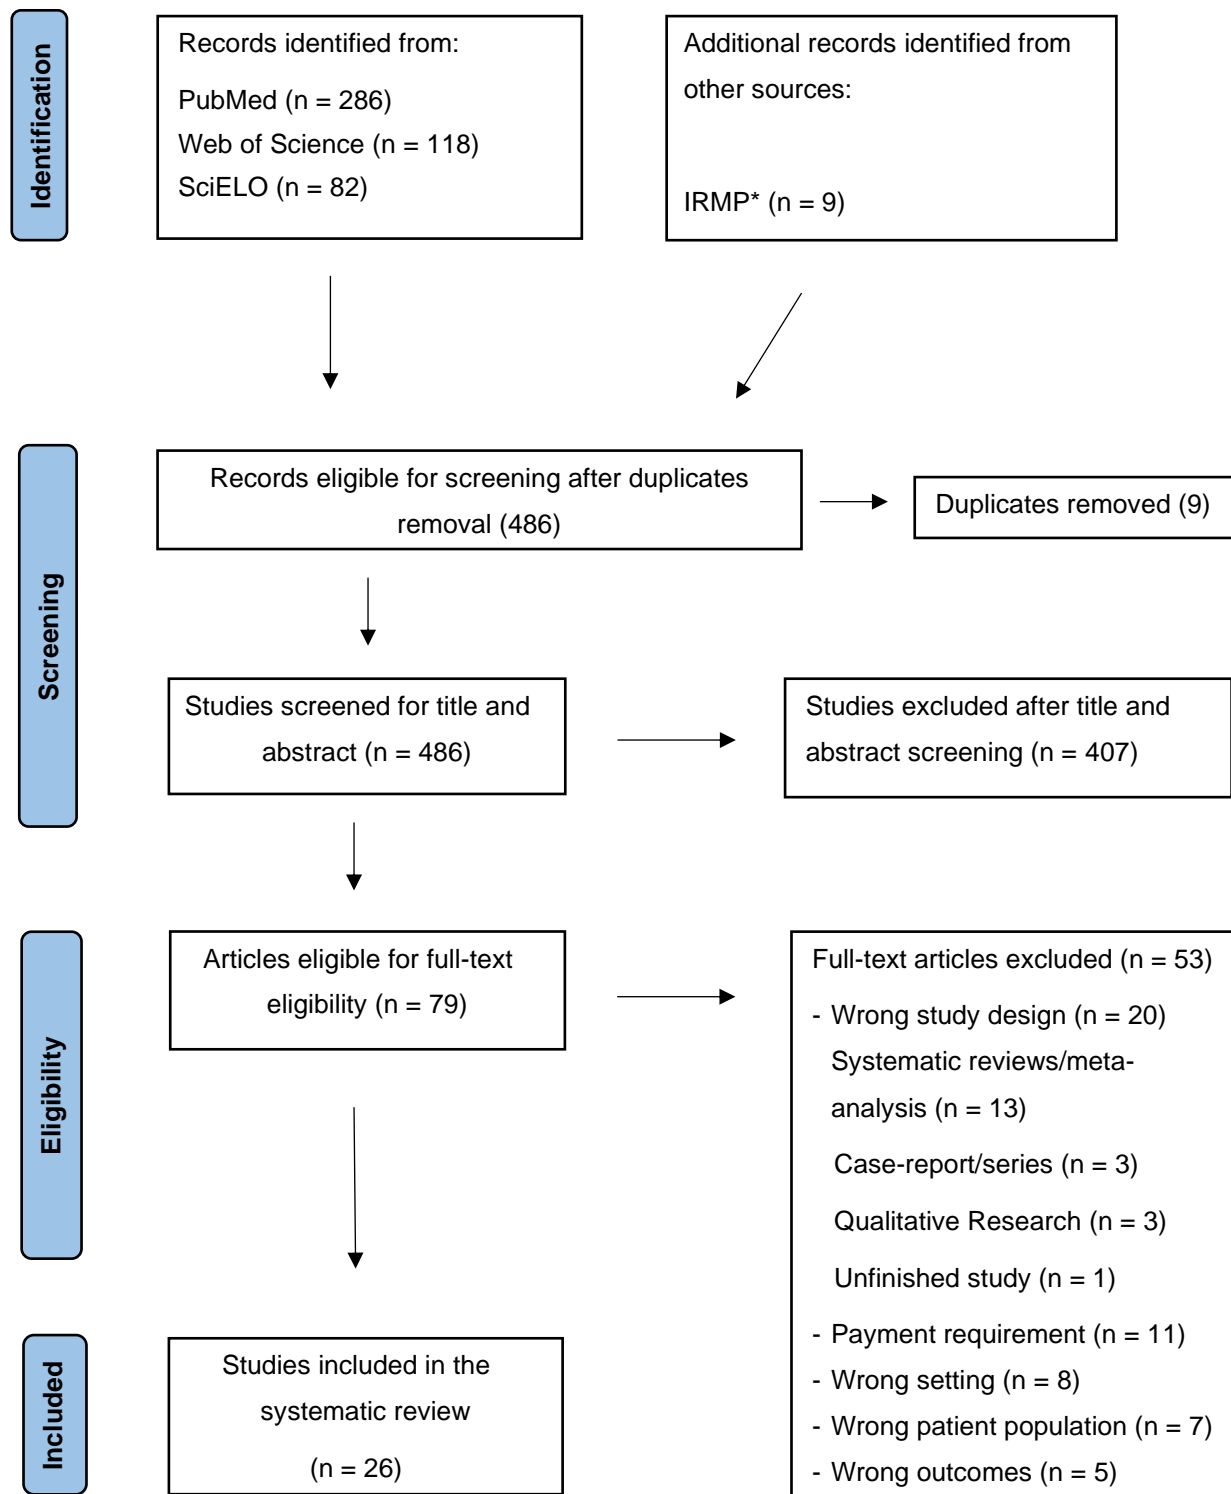 Identification
Records identified from:
PubMed (n = 286)
Web of Science (n = 118)
SciELO (n = 82)
Additional records identified from
other sources:
IRMP* (n = 9)
Screening
Records eligible for screening after duplicates
removal (486)
Duplicates removed (9)
Studies screened for title and
abstract (n = 486)
Studies excluded after title and
abstract screening (n = 407)
Eligibility
Articles eligible for full-text
eligibility (n = 79)
Full-text articles excluded (n = 53)
- Wrong study design (n = 20)
Systematic reviews/meta-
analysis (n = 13)
Case-report/series (n = 3)
Qualitative Research (n = 3)
Unfinished study (n = 1)
- Payment requirement (n = 11)
- Wrong setting (n = 8)
- Wrong patient population (n = 7)
- Wrong outcomes (n = 5)
Included
Studies included in the
systematic review
(n = 26)